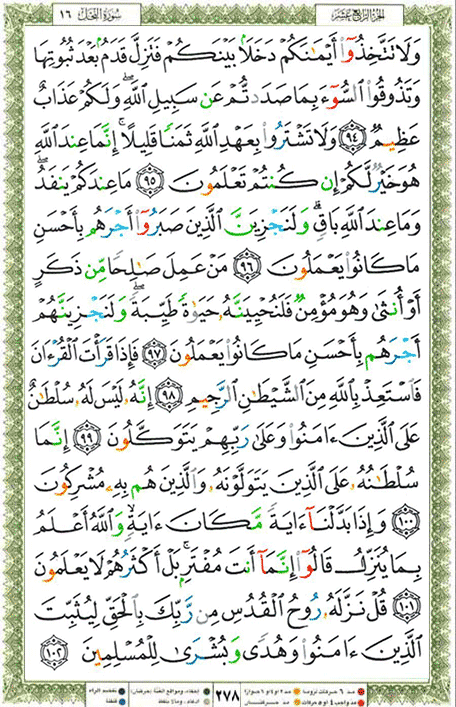 الجزء الرابع عشر
سورة النحل ١٦
وَلَا تَتَّخِذُوٓا۟ أَيْمَـٰنَكُمْ دَخَلًۢا بَيْنَكُمْ فَتَزِلَّ قَدَمٌۢ بَعْدَ ثُبُوتِهَا
وَتَذُوقُوا۟ ٱلسُّوٓءَ بِمَا صَدَدتُّمْ عَن سَبِيلِ ٱللَّهِ ۖ وَلَكُمْ عَذَابٌ
عَظِيمٌ ٩٤ وَلَا تَشْتَرُوا۟ بِعَهْدِ ٱللَّهِ ثَمَنًا قَلِيلًا ۚ إِنَّمَا عِندَ ٱللَّهِ
هُوَ خَيْرٌ لَّكُمْ إِن كُنتُمْ تَعْلَمُونَ ٩٥ مَا عِندَكُمْ يَنفَدُ ۖ
وَمَا عِندَ ٱللَّهِ بَاقٍ ۗ وَلَنَجْزِيَنَّ ٱلَّذِينَ صَبَرُوٓا۟ أَجْرَهُم بِأَحْسَنِ
مَا كَانُوا۟ يَعْمَلُونَ ٩٦ مَنْ عَمِلَ صَـٰلِحًا مِّن ذَكَرٍ
أَوْ أُنثَىٰ وَهُوَ مُؤْمِنٌ فَلَنُحْيِيَنَّهُۥ حَيَوٰةً طَيِّبَةً ۖ وَلَنَجْزِيَنَّهُمْ
أَجْرَهُم بِأَحْسَنِ مَا كَانُوا۟ يَعْمَلُونَ ٩٧ فَإِذَا قَرَأْتَ ٱلْقُرْءَانَ
فَٱسْتَعِذْ بِٱللَّهِ مِنَ ٱلشَّيْطَـٰنِ ٱلرَّجِيمِ ٩٨ إِنَّهُۥ لَيْسَ لَهُۥ سُلْطَـٰنٌ
عَلَى ٱلَّذِينَ ءَامَنُوا۟ وَعَلَىٰ رَبِّهِمْ يَتَوَكَّلُونَ ٩٩ إِنَّمَا
سُلْطَـٰنُهُۥ عَلَى ٱلَّذِينَ يَتَوَلَّوْنَهُۥ وَٱلَّذِينَ هُم بِهِۦ مُشْرِكُونَ
١٠٠ وَإِذَا بَدَّلْنَآ ءَايَةً مَّكَانَ ءَايَةٍ ۙ وَٱللَّهُ أَعْلَمُ
بِمَا يُنَزِّلُ قَالُوٓا۟ إِنَّمَآ أَنتَ مُفْتَرٍۭ ۚ بَلْ أَكْثَرُهُمْ لَا يَعْلَمُونَ
١٠١ قُلْ نَزَّلَهُۥ رُوحُ ٱلْقُدُسِ مِن رَّبِّكَ بِٱلْحَقِّ لِيُثَبِّتَ
ٱلَّذِينَ ءَامَنُوا۟ وَهُدًى وَبُشْرَىٰ لِلْمُسْلِمِينَ ١٠٢
٢٧٨